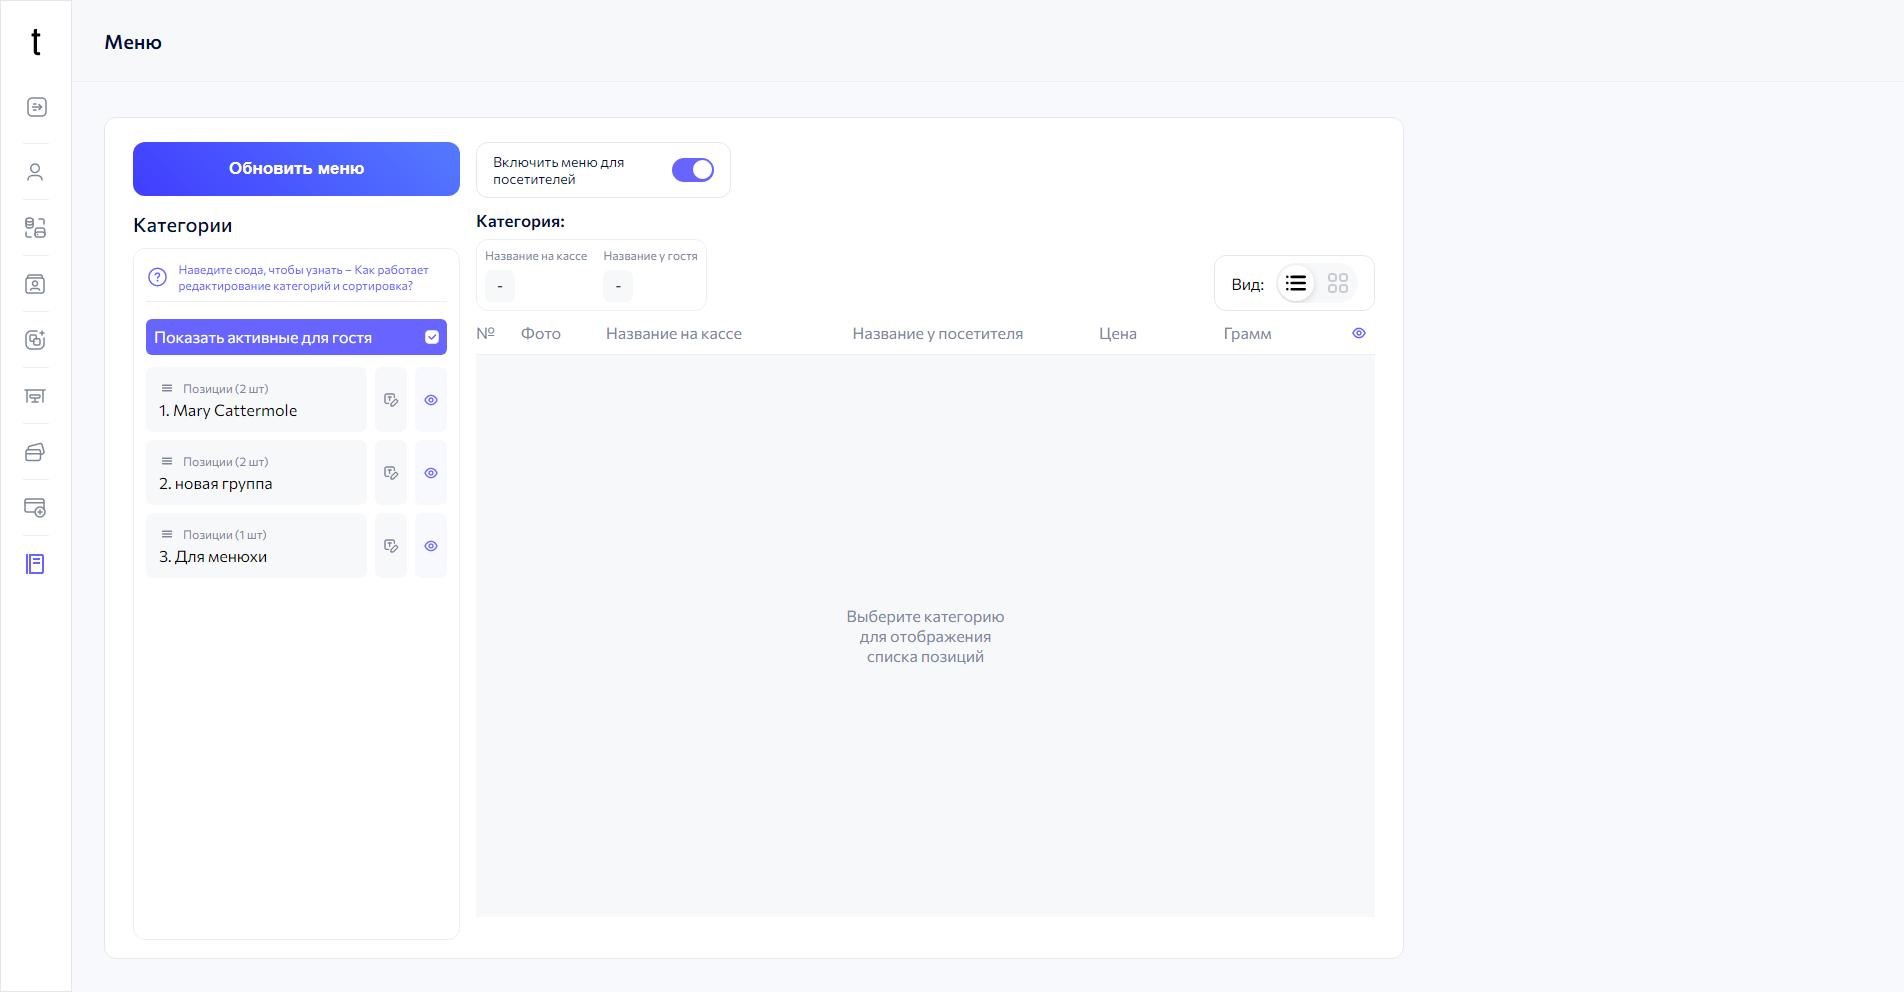 t
Меню
Обновить меню
Включить меню для
посетителей
Категории
Наведите сюда, чтобы узнать – Как работает
редактирование категорий и сортировка?
Показать активные для гостя
Позиции (2 шт)
1. Mary Cattermole
Позиции (2 шт)
2. новая группа
Позиции (1 шт)
3. Для менюхи
Категория:
Название на кассе Название у гостя
- -
Вид:
№ Фото Название на кассе Название у посетителя Цена Грамм
Выберите категорию
для отображения
списка позиций